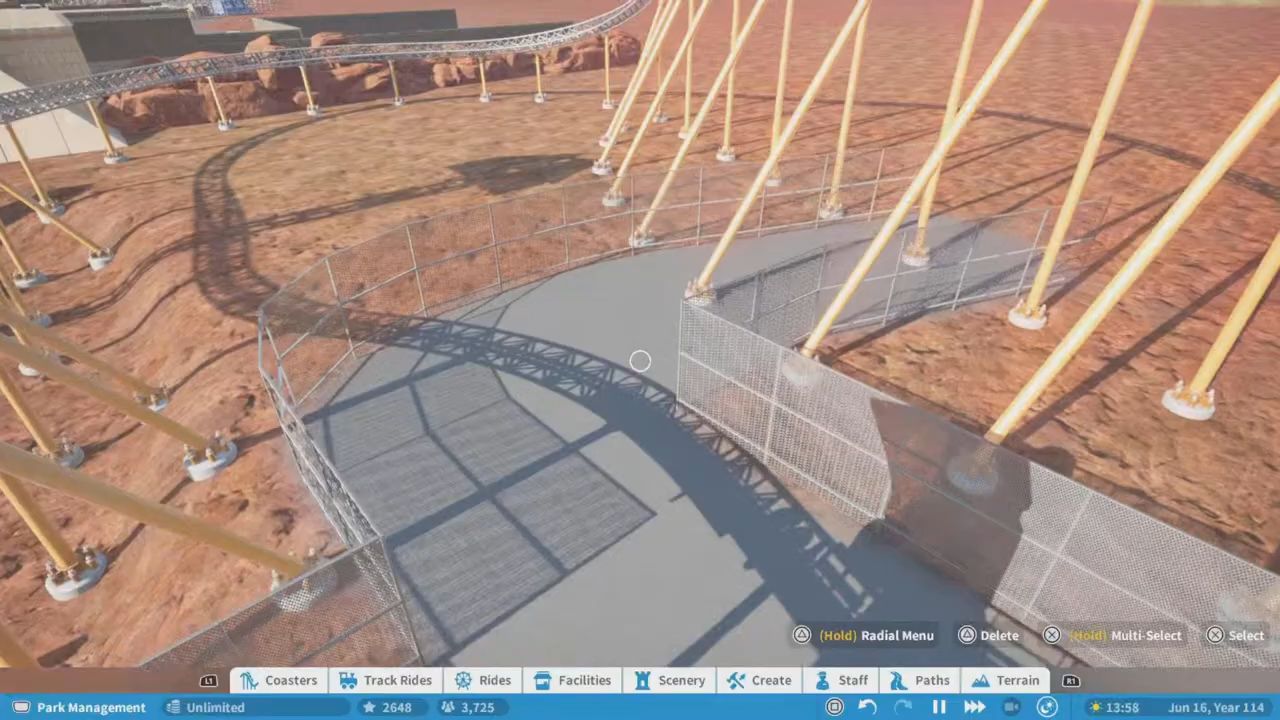 (Hold) Radial Menu Delete (Hold) Multi-Select Select
L1 Coasters Track Rides Rides Facilities Scenery Create Staff Paths Terrain R1
Park Management Unlimited 2648 3,725 13:58 Jun 16, Year 114